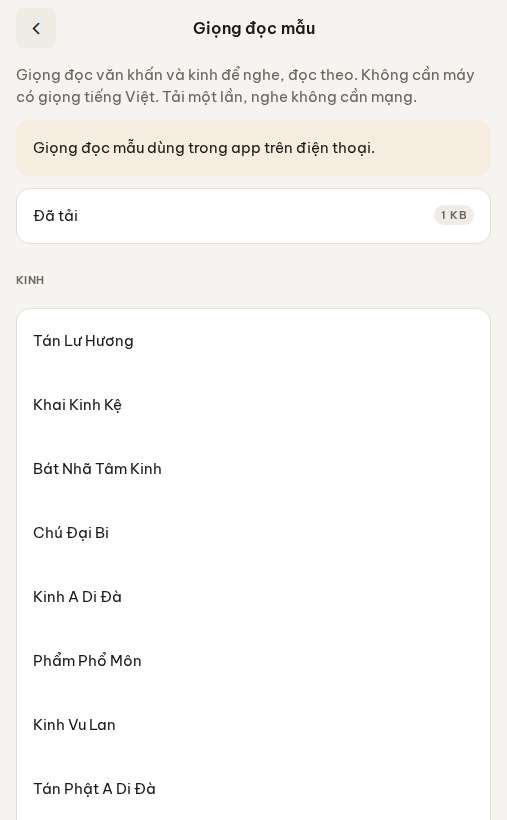 Giọng đọc mẫu
Giọng đọc văn khấn và kinh để nghe, đọc theo. Không cần máy
có giọng tiếng Việt. Tải một lần, nghe không cần mạng.
Giọng đọc mẫu dùng trong app trên điện thoại.
Đã tải
1 KB
KINH
Tán Lư Hương
Khai Kinh Kệ
Bát Nhã Tâm Kinh
Chú Đại Bi
Kinh A Di Đà
Phẩm Phổ Môn
Kinh Vu Lan
Tán Phật A Di Đà